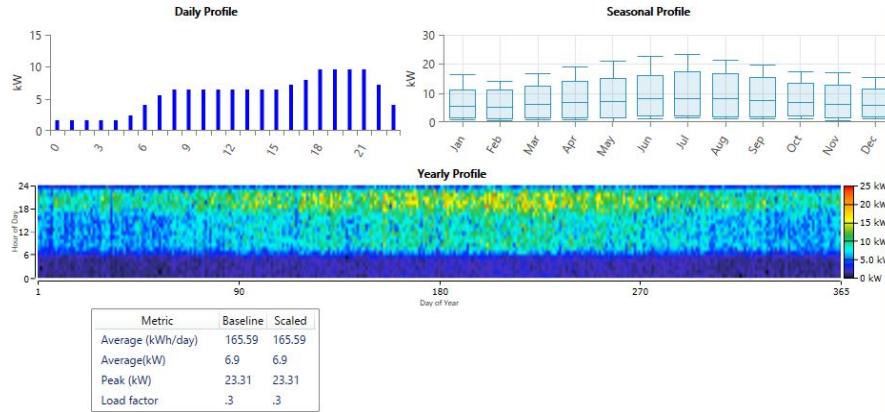 Daily Profile
Seasonal Profile
kW
15
10
5
0
0
3
6
9
12
15
18
21
kW
30
20
10
0
Jan
Feb
Mar
Apr
May
Jun
Jul
Aug
Sep
Oct
Nov
Dec
Yearly Profile
Hour of Day
24
18
12
6
0
1
90
180
270
365
Day of Year
25 kW
20 kW
15 kW
10 kW
5.0 kW
0 kW
Metric Baseline Scaled
Average (kWh/day) 165.59 165.59
Average(kW) 6.9 6.9
Peak (kW) 23.31 23.31
Load factor .3 .3